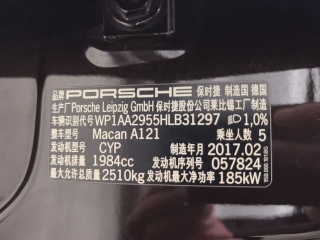 品牌 PORSCHE 保时捷 制造国 德国
生产厂 Porsche Leipzig GmbH 保时捷股份公司莱比锡工厂制造
车辆识别代号 WP1AA2955HLB31297 1,0%
整车型号 Macan A121 乘坐人数 5
发动机型号 CYP 制造年月 2017.02
发动机排量 1984cc 发动机序列号 057824
最大允许总质量 2510kg 发动机最大净功率 185kW